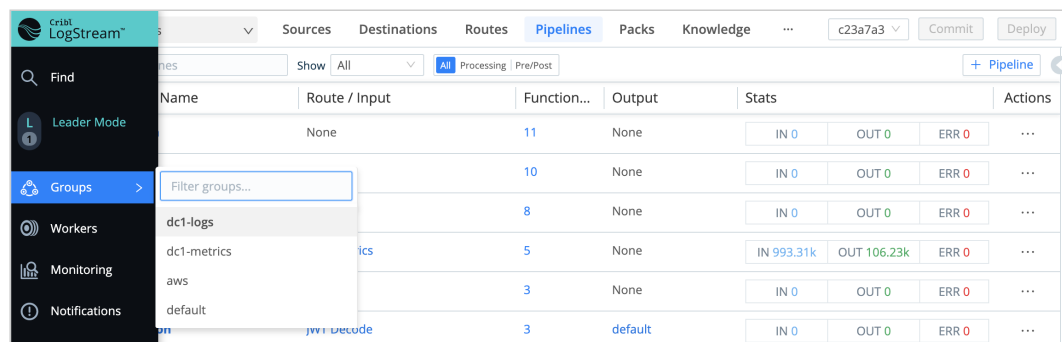 Cribl
LogStream™
s
Sources Destinations Routes Pipelines Packs Knowledge ... c23a7a3 Commit Deploy
Find
nes
Show All
All Processing Pre/Post
+ Pipeline
Name Route / Input Function... Output Stats Actions
L
1
Leader Mode
None 11 None IN 0 OUT 0 ERR 0 ...
Groups >
Filter groups...
10 None IN 0 OUT 0 ERR 0 ...
dc1-logs
8 None IN 0 OUT 0 ERR 0 ...
Workers
dc1-metrics
ics 5 None IN 993.31k OUT 106.23k ERR 0 ...
Monitoring
aws
3 None IN 0 OUT 0 ERR 0 ...
Notifications
default
on JWT Decode 3 default IN 0 OUT 0 ERR 0 ...